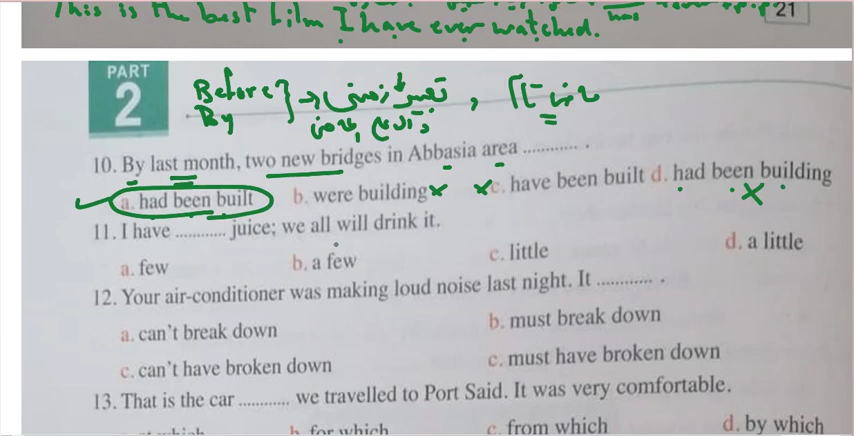 This is the best film I have ever watched. has 21
PART
2
Before
By
10. By last month, two new bridges in Abbasia area ............ .
a. had been built b. were building c. have been built d. had been building
11. I have ............ juice; we all will drink it.
a. few b. a few c. little d. a little
12. Your air-conditioner was making loud noise last night. It ............ .
a. can't break down b. must break down
c. can't have broken down c. must have broken down
13. That is the car ............ we travelled to Port Said. It was very comfortable.
b. for which c. from which d. by which